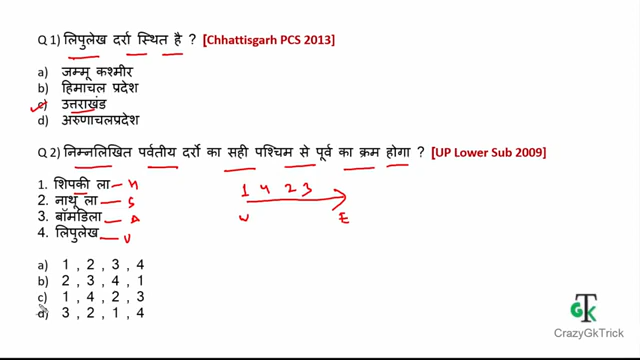 Q 1) लिपुलेख दर्रा स्थित है ? [Chhattisgarh PCS 2013]
a) जम्मू कश्मीर
b) हिमाचल प्रदेश
c) उत्तराखंड
d) अरुणाचलप्रदेश
Q 2) निम्नलिखित पर्वतीय दर्रो का सही पश्चिम से पूर्व का क्रम होगा ? [UP Lower Sub 2009]
1. शिपकी ला – H
2. नाथू ला – S
3. बॉमडिला – A
4. लिपुलेख – U
1 4 2 3
W E
a) 1 , 2 , 3 , 4
b) 2 , 3 , 4 , 1
c) 1 , 4 , 2 , 3
d) 3 , 2 , 1 , 4
GTK
CrazyGkTrick